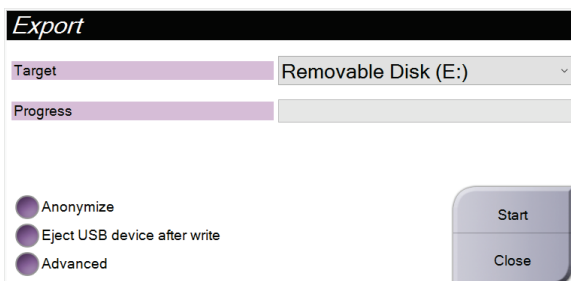 Export
Target
Removable Disk (E:)
Progress
Anonymize
Eject USB device after write
Advanced
Start
Close